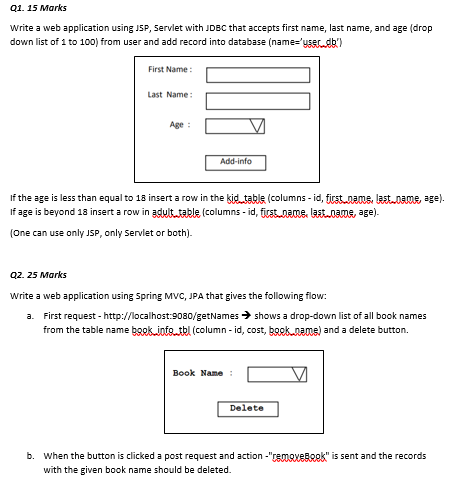 Q1. 15 Marks
Write a web application using JSP, Servlet with JDBC that accepts first name, last name, and age (drop
down list of 1 to 100) from user and add record into database (name='user_db')
First Name :
Last Name :
Age :
Add-info
If the age is less than equal to 18 insert a row in the kid_table (columns - id, first_name, last_name, age).
If age is beyond 18 insert a row in adult_table (columns - id, first_name, last_name, age).
(One can use only JSP, only Servlet or both).
Q2. 25 Marks
Write a web application using Spring MVC, JPA that gives the following flow:
a. First request - http://localhost:9080/getNames → shows a drop-down list of all book names
from the table name book_info_tbl (column - id, cost, book_name) and a delete button.
Book Name :
Delete
b. When the button is clicked a post request and action -"removeBook" is sent and the records
with the given book name should be deleted.